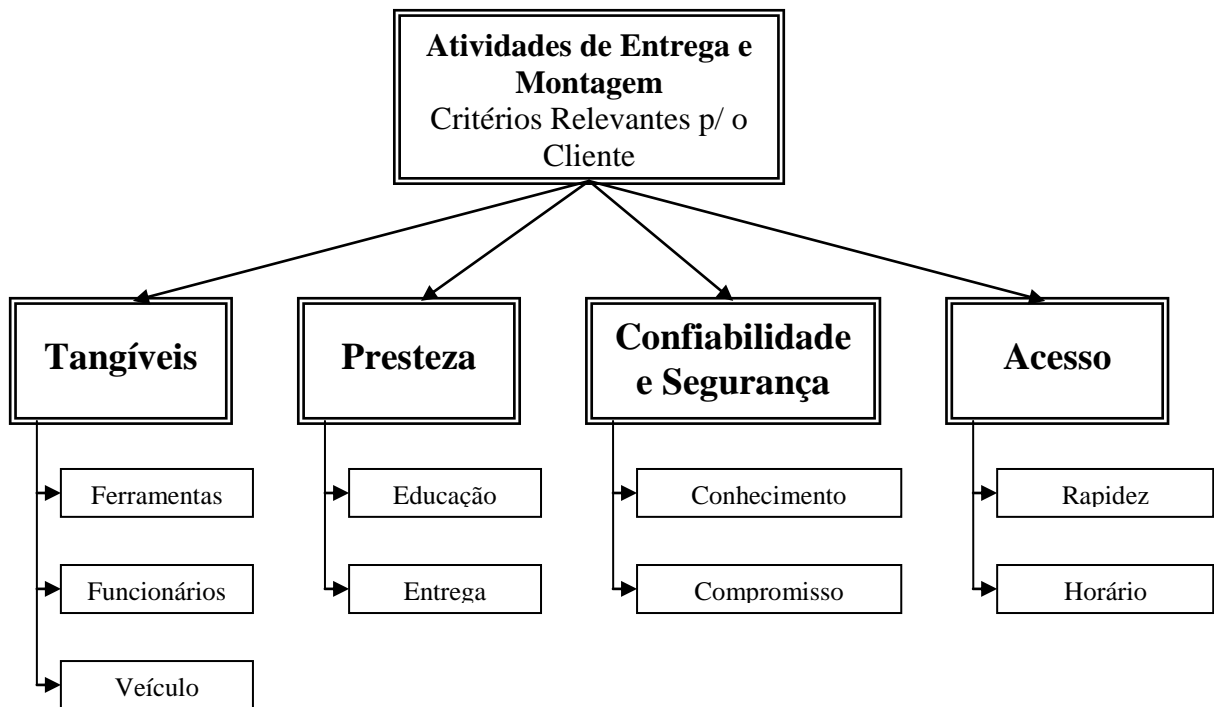 Atividades de Entrega e
Montagem
Critérios Relevantes p/ o
Cliente
Tangíveis
Presteza
Confiabilidade
e Segurança
Acesso
Ferramentas
Educação
Conhecimento
Rapidez
Funcionários
Entrega
Compromisso
Horário
Veículo